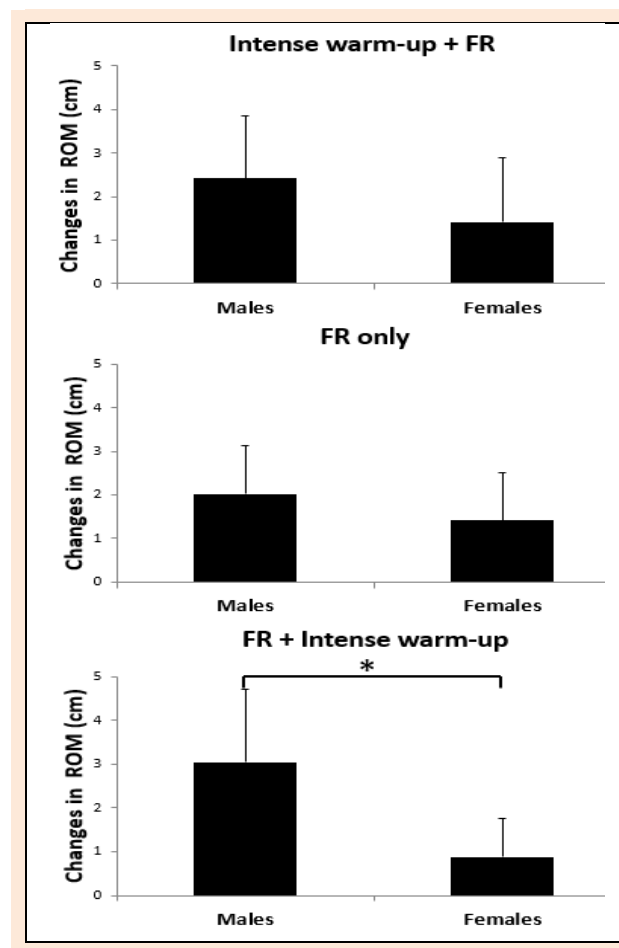 Intense warm-up + FR
Changes in ROM (cm)
5
4
3
2
1
0
Males Females
FR only
Changes in ROM (cm)
5
4
3
2
1
0
Males Females
FR + Intense warm-up
*
Changes in ROM (cm)
5
4
3
2
1
0
Males Females